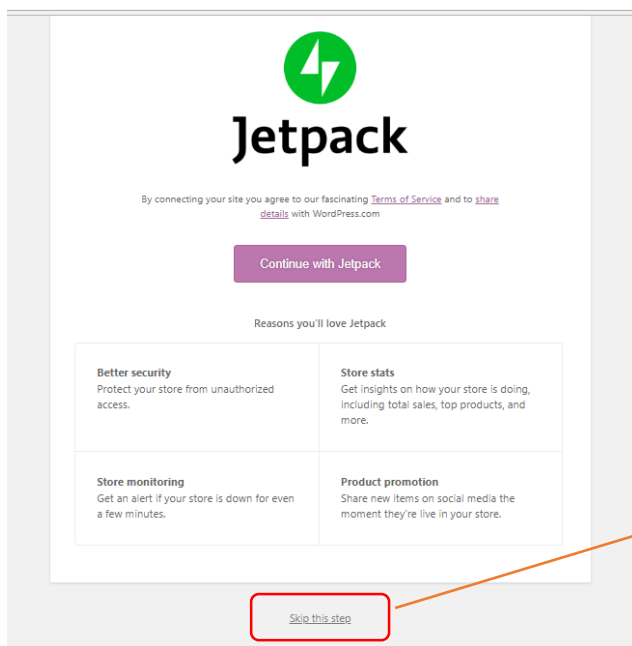 Jetpack
By connecting your site you agree to our fascinating Terms of Service and to share
details with WordPress.com
Continue with Jetpack
Reasons you'll love Jetpack
Better security
Protect your store from unauthorized
access.
Store stats
Get insights on how your store is doing,
including total sales, top products, and
more.
Store monitoring
Get an alert if your store is down for even
a few minutes.
Product promotion
Share new items on social media the
moment they're live in your store.
Skip this step